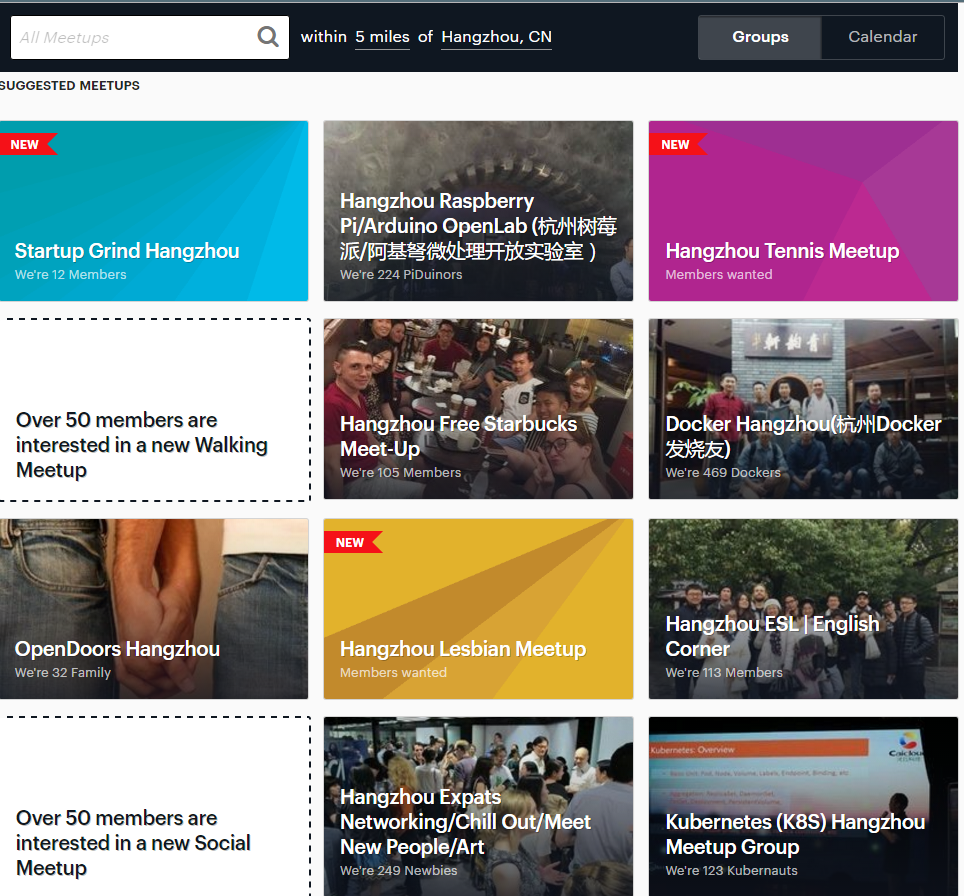 All Meetups
within 5 miles of Hangzhou, CN
Groups
Calendar
SUGGESTED MEETUPS
NEW
Startup Grind Hangzhou
We're 12 Members
Hangzhou Raspberry
Pi/Arduino OpenLab (杭州树莓
派/阿基弩微处理开放实验室 )
We're 224 PiDuinors
NEW
Hangzhou Tennis Meetup
Members wanted
Over 50 members are
interested in a new Walking
Meetup
Hangzhou Free Starbucks
Meet-Up
We're 105 Members
Docker Hangzhou(杭州Docker
发烧友)
We're 469 Dockers
OpenDoors Hangzhou
We're 32 Family
NEW
Hangzhou Lesbian Meetup
Members wanted
Hangzhou ESL | English
Corner
We're 113 Members
Over 50 members are
interested in a new Social
Meetup
Hangzhou Expats
Networking/Chill Out/Meet
New People/Art
We're 249 Newbies
Kubernetes: Overview
Kubernetes (K8S) Hangzhou
Meetup Group
We're 123 Kubernauts